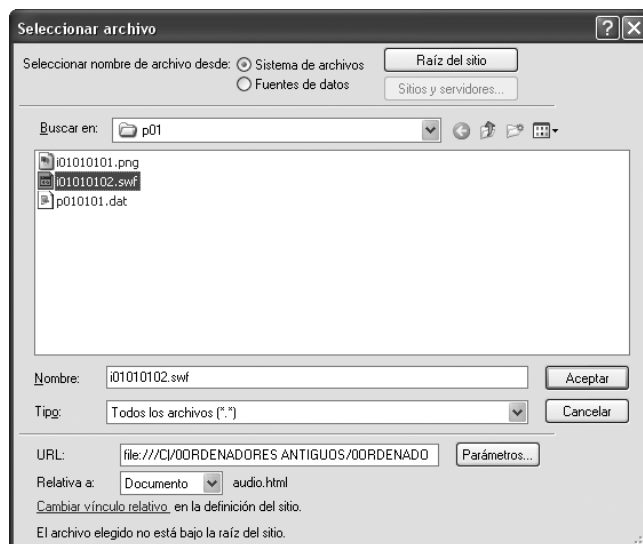 Seleccionar archivo
Seleccionar nombre de archivo desde: Sistema de archivos Raíz del sitio
Fuentes de datos Sitios y servidores...
Buscar en: p01
i01010101.png
i01010102.swf
p010101.dat
Nombre: i01010102.swf Aceptar
Tipo: Todos los archivos (*.*) Cancelar
URL: file:///C|/0ORDENADORES ANTIGUOS/0ORDENADO Parámetros...
Relativa a: Documento audio.html
Cambiar vínculo relativo en la definición del sitio.
El archivo elegido no está bajo la raíz del sitio.